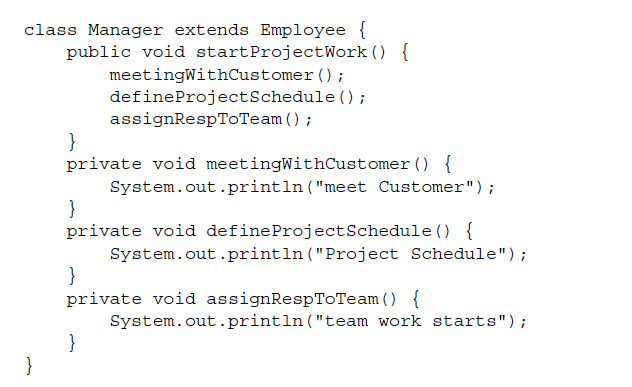 class Manager extends Employee {
    public void startProjectWork() {
        meetingWithCustomer();
        defineProjectSchedule();
        assignRespToTeam();
    }
    private void meetingWithCustomer() {
        System.out.println("meet Customer");
    }
    private void defineProjectSchedule() {
        System.out.println("Project Schedule");
    }
    private void assignRespToTeam() {
        System.out.println("team work starts");
    }
}